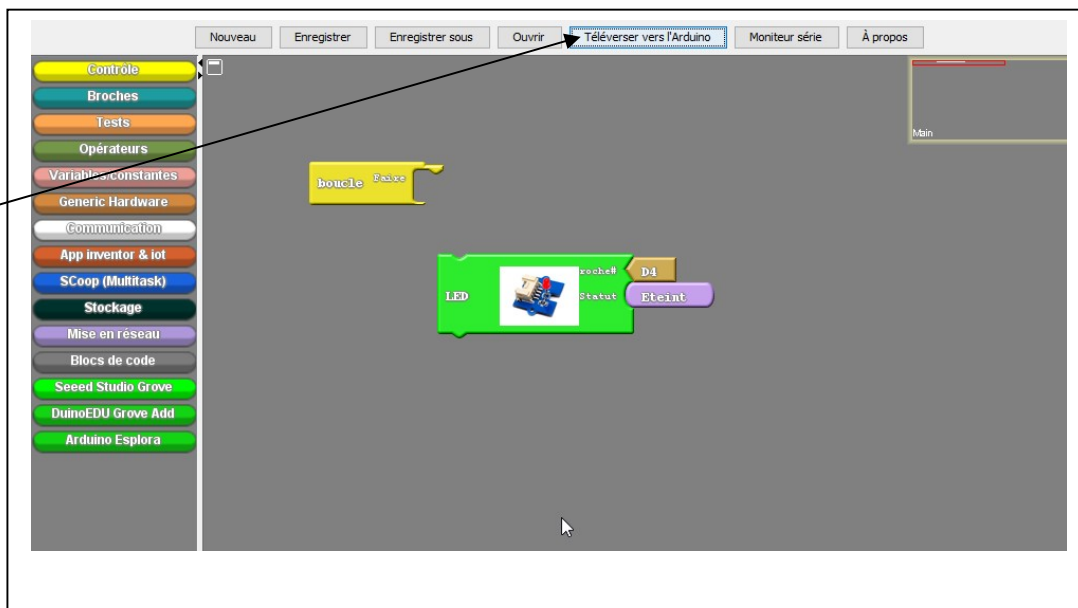 Nouveau Enregistrer Enregistrer sous Ouvrir Téléverser vers l'Arduino Moniteur série À propos
Contrôle
Broches
Tests
Opérateurs
Variables/constantes
Generic Hardware
Communication
App inventor & iot
SCoop (Multitask)
Stockage
Mise en réseau
Blocs de code
Seeed Studio Grove
DuinoEDU Grove Add
Arduino Esplora
Main
boucle Faire
roche# D4
LED Statut Eteint